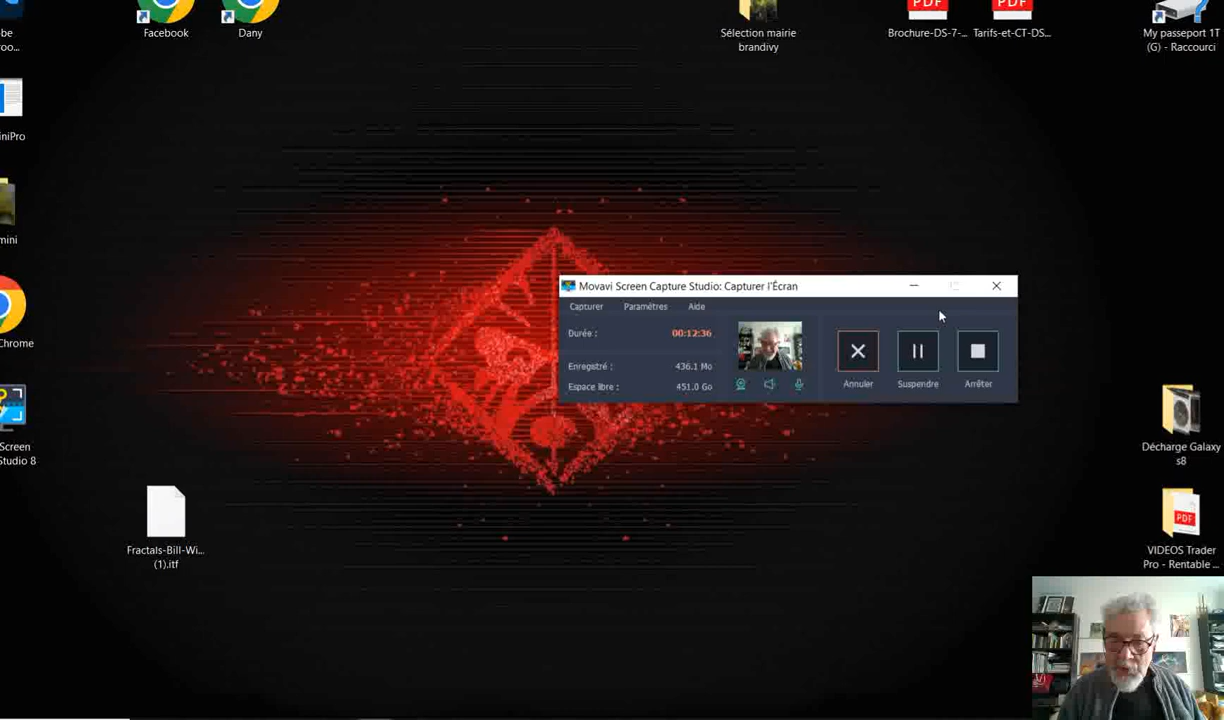 be
roo...
Facebook
Dany
Sélection mairie
brandivy
Brochure-DS-7-...
Tarifs-et-CT-DS...
My passeport 1T
(G) - Raccourci
PDF
PDF
iniPro
mini
Chrome
Screen
Studio 8
Movavi Screen Capture Studio: Capturer l'Écran
Capturer
Paramètres
Aide
Durée :
00:12:36
Enregistré :
436.1 Mo
Espace libre :
451.0 Go
Annuler
Suspendre
Arrêter
Décharge Galaxy
s8
Fractals-Bill-Wi...
(1).itf
PDF
VIDEOS Trader
Pro - Rentable ...